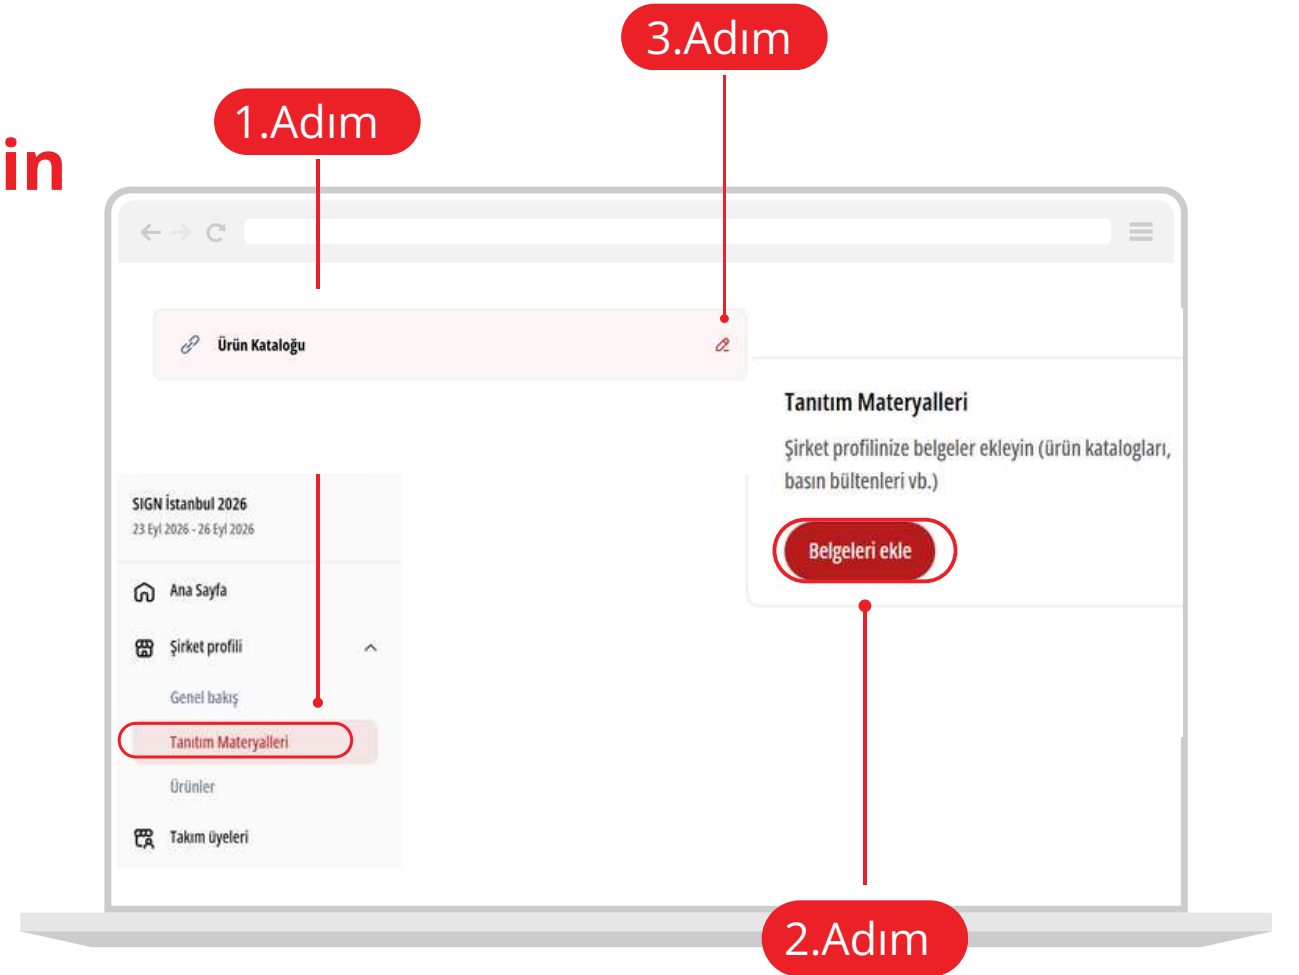 3.Adım
1.Adım
in
Ürün Kataloğu
Tanıtım Materyalleri
Şirket profilinize belgeler ekleyin (ürün katalogları,
basın bültenleri vb.)
Belgeleri ekle
SIGN İstanbul 2026
23 Eyl 2026 - 26 Eyl 2026
Ana Sayfa
Şirket profili
Genel bakış
Tanıtım Materyalleri
Ürünler
Takım üyeleri
2.Adım